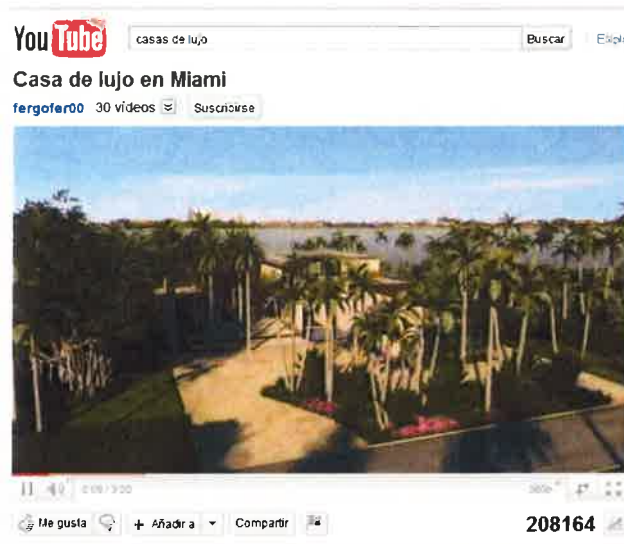 You Tube casas de lujo Buscar
Casa de lujo en Miami
fergofer00 30 vídeos Suscribirse
Me gusta + Añadir a Compartir 208164